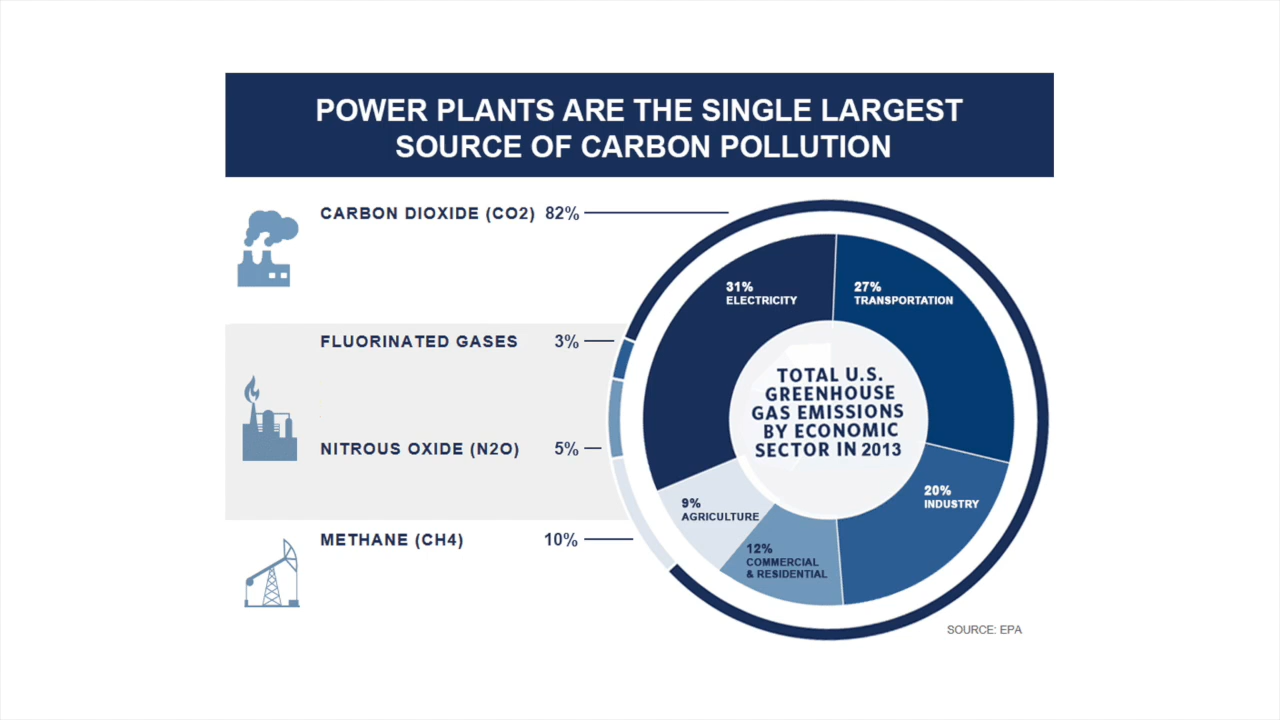 POWER PLANTS ARE THE SINGLE LARGEST
SOURCE OF CARBON POLLUTION
CARBON DIOXIDE (CO2) 82%
FLUORINATED GASES 3%
NITROUS OXIDE (N2O) 5%
METHANE (CH4) 10%
31%
ELECTRICITY
27%
TRANSPORTATION
TOTAL U.S.
GREENHOUSE
GAS EMISSIONS
BY ECONOMIC
SECTOR IN 2013
20%
INDUSTRY
9%
AGRICULTURE
12%
COMMERCIAL
& RESIDENTIAL
SOURCE: EPA